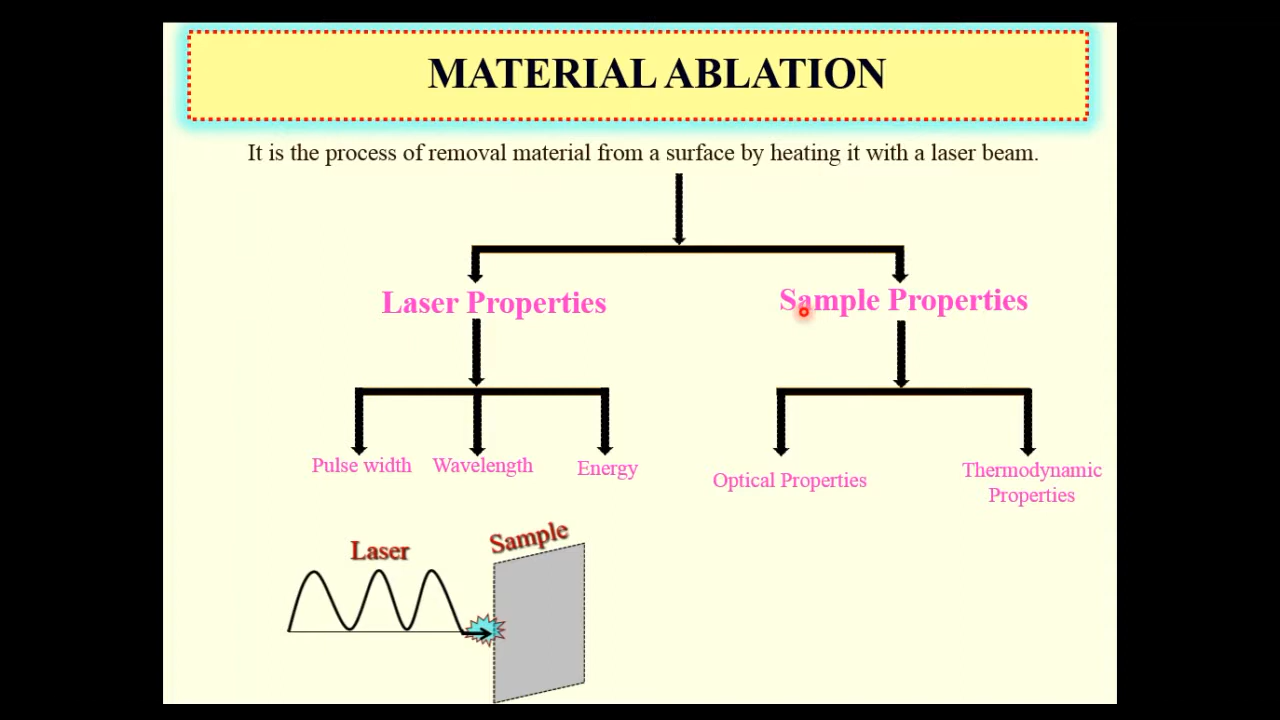 MATERIAL ABLATION
It is the process of removal material from a surface by heating it with a laser beam.
Laser Properties
Sample Properties
Pulse width
Wavelength
Energy
Optical Properties
Thermodynamic
Properties
Laser
Sample